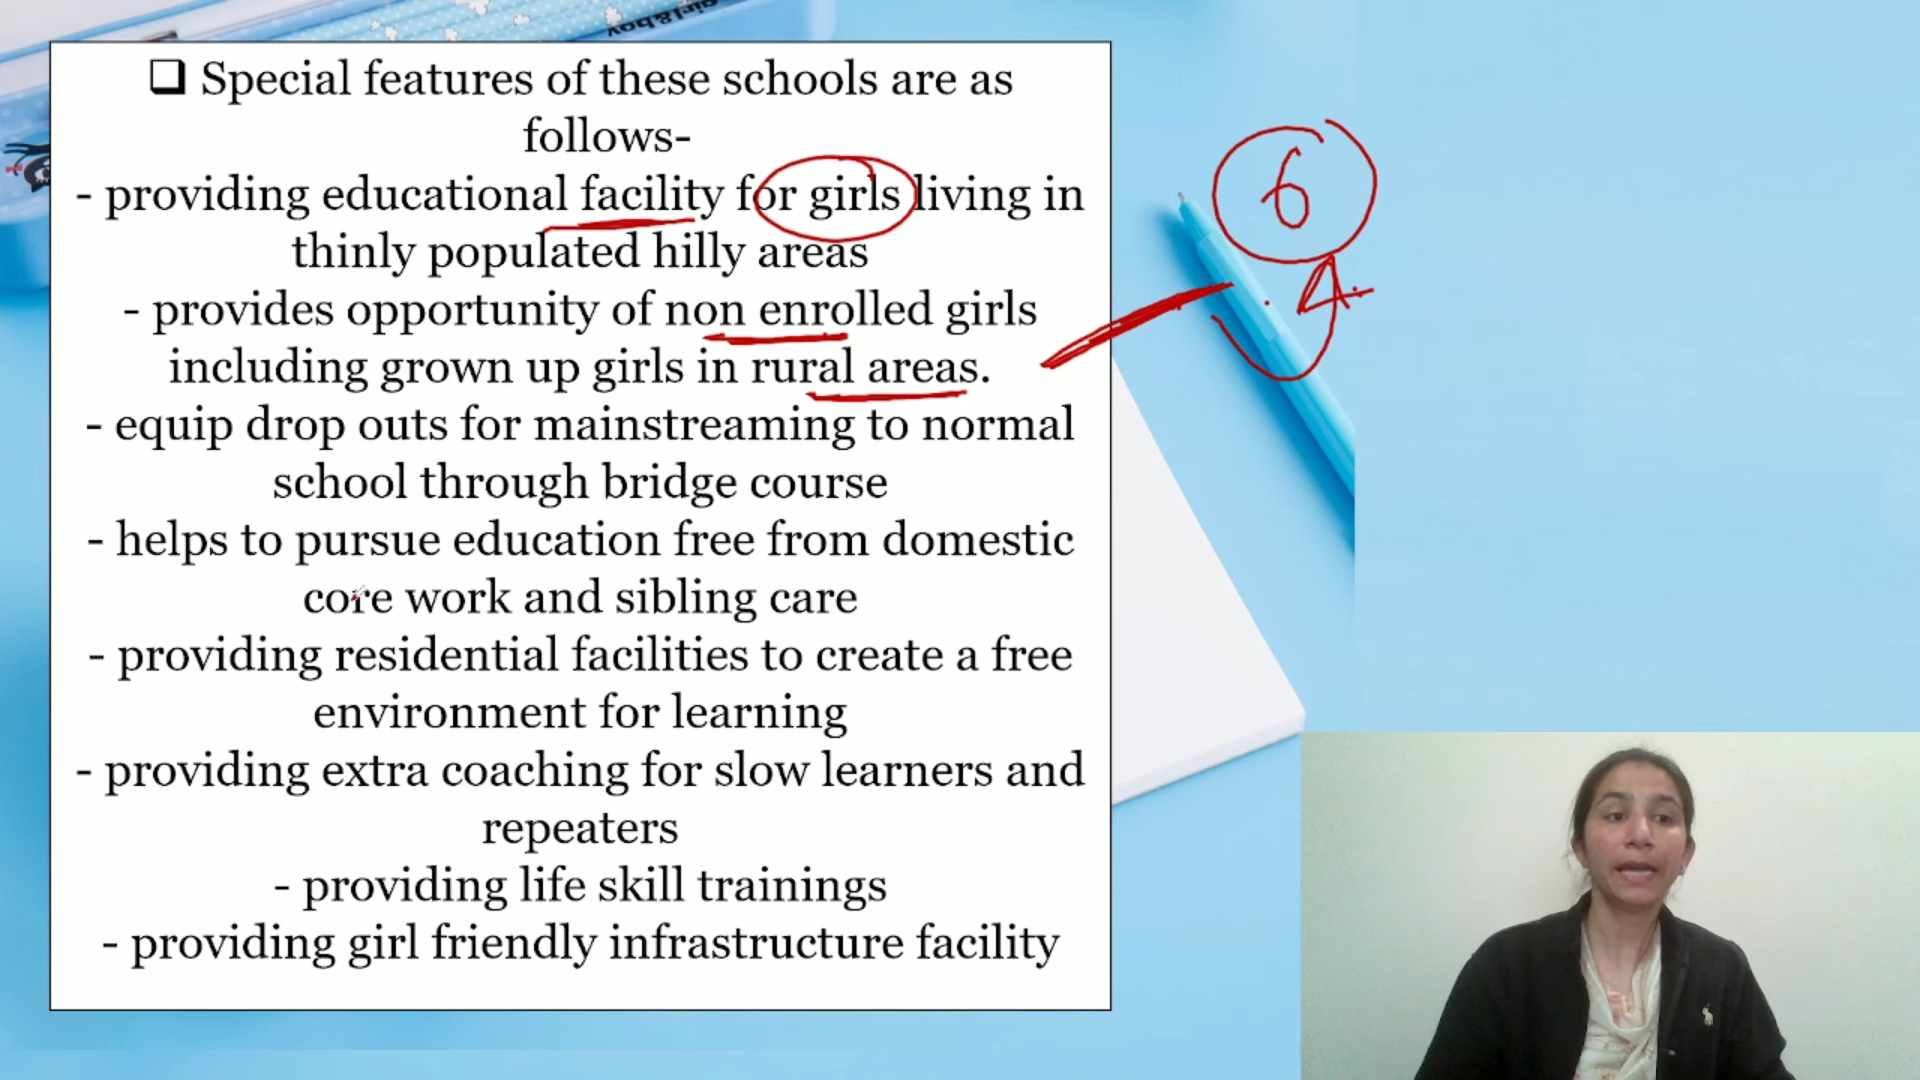 girl&boy
❑ Special features of these schools are as
follows-
- providing educational facility for girls living in
thinly populated hilly areas
- provides opportunity of non enrolled girls
including grown up girls in rural areas.
- equip drop outs for mainstreaming to normal
school through bridge course
- helps to pursue education free from domestic
core work and sibling care
- providing residential facilities to create a free
environment for learning
- providing extra coaching for slow learners and
repeaters
- providing life skill trainings
- providing girl friendly infrastructure facility
6
4